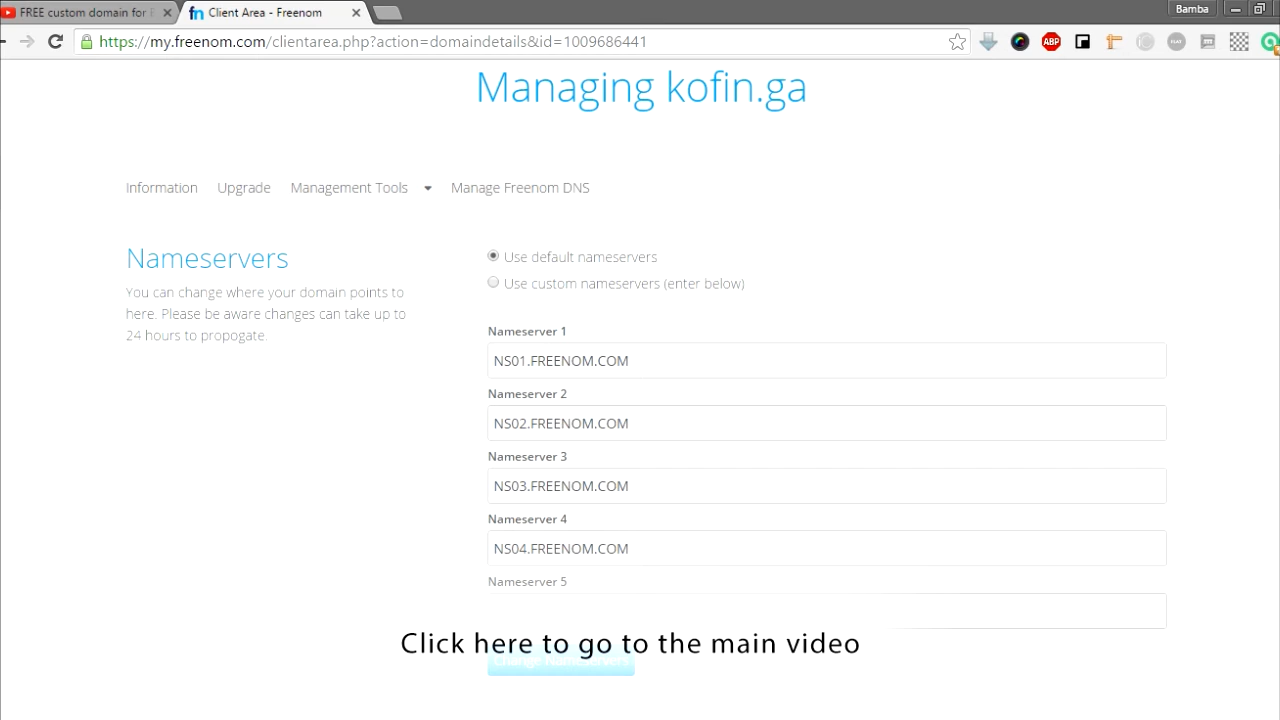 FREE custom domain for
Client Area - Freenom
Bamba
https://my.freenom.com/clientarea.php?action=domaindetails&id=1009686441
ABP
Managing kofin.ga
Information Upgrade Management Tools Manage Freenom DNS
Nameservers
You can change where your domain points to
here. Please be aware changes can take up to
24 hours to propogate.
Use default nameservers
Use custom nameservers (enter below)
Nameserver 1
NS01.FREENOM.COM
Nameserver 2
NS02.FREENOM.COM
Nameserver 3
NS03.FREENOM.COM
Nameserver 4
NS04.FREENOM.COM
Nameserver 5
Click here to go to the main video
Change Nameservers